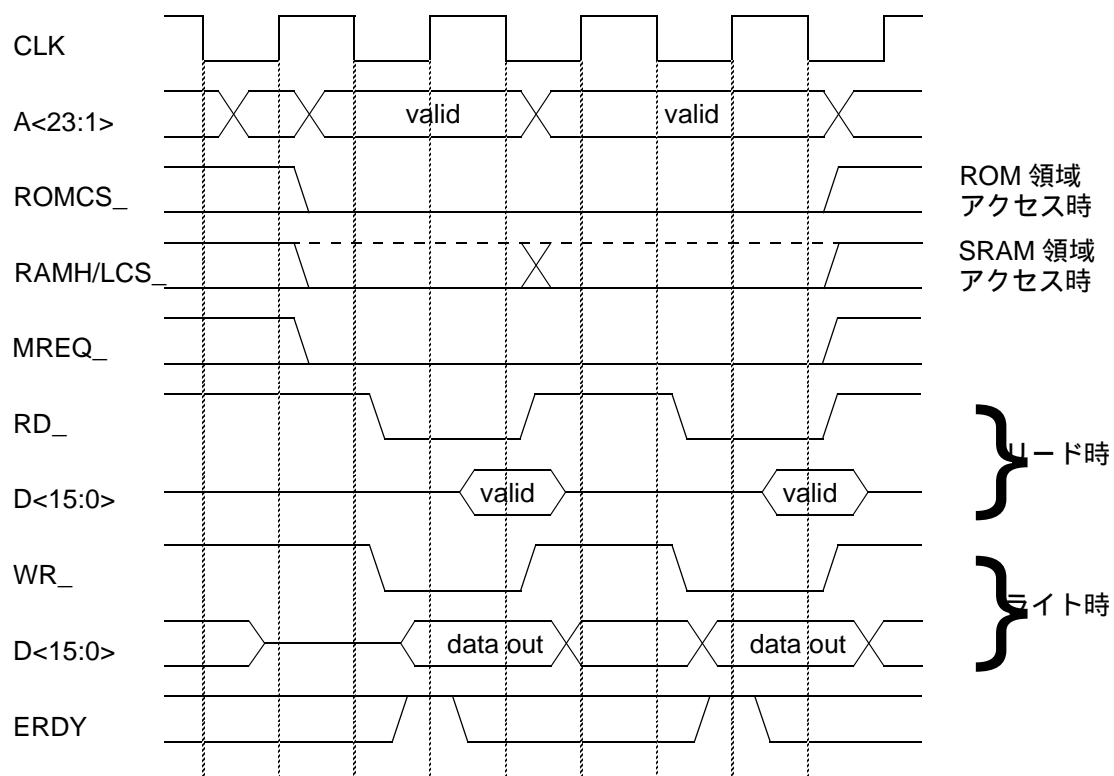 CLK
A<23:1>
valid
valid
ROMCS_
ROM 領域
アクセス時
RAMH/LCS_
SRAM 領域
アクセス時
MREQ_
RD_
リード時
D<15:0>
valid
valid
WR_
ライト時
D<15:0>
data out
data out
ERDY